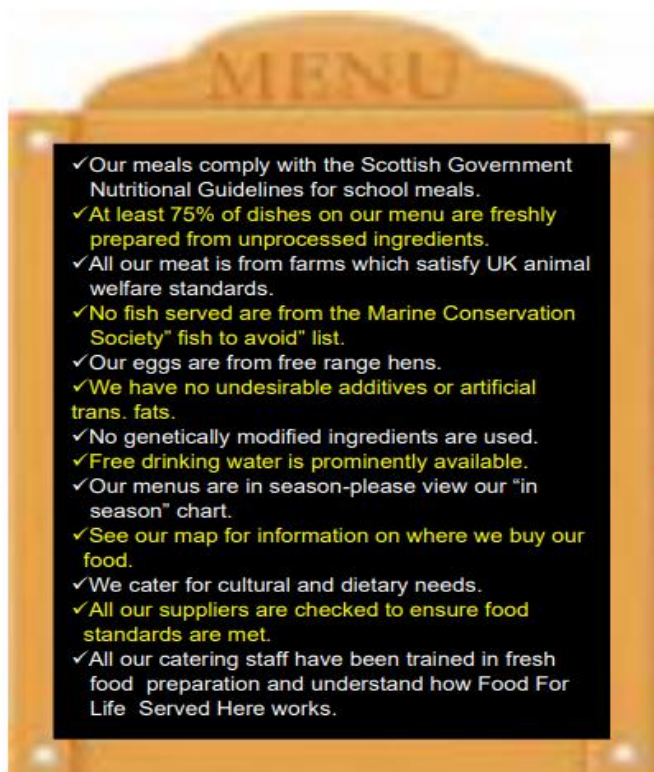 MENU
✓Our meals comply with the Scottish Government
Nutritional Guidelines for school meals.
✓At least 75% of dishes on our menu are freshly
prepared from unprocessed ingredients.
✓All our meat is from farms which satisfy UK animal
welfare standards.
✓No fish served are from the Marine Conservation
Society” fish to avoid” list.
✓Our eggs are from free range hens.
✓We have no undesirable additives or artificial
trans. fats.
✓No genetically modified ingredients are used.
✓Free drinking water is prominently available.
✓Our menus are in season-please view our “in
season” chart.
✓See our map for information on where we buy our
food.
✓We cater for cultural and dietary needs.
✓All our suppliers are checked to ensure food
standards are met.
✓All our catering staff have been trained in fresh
food preparation and understand how Food For
Life Served Here works.